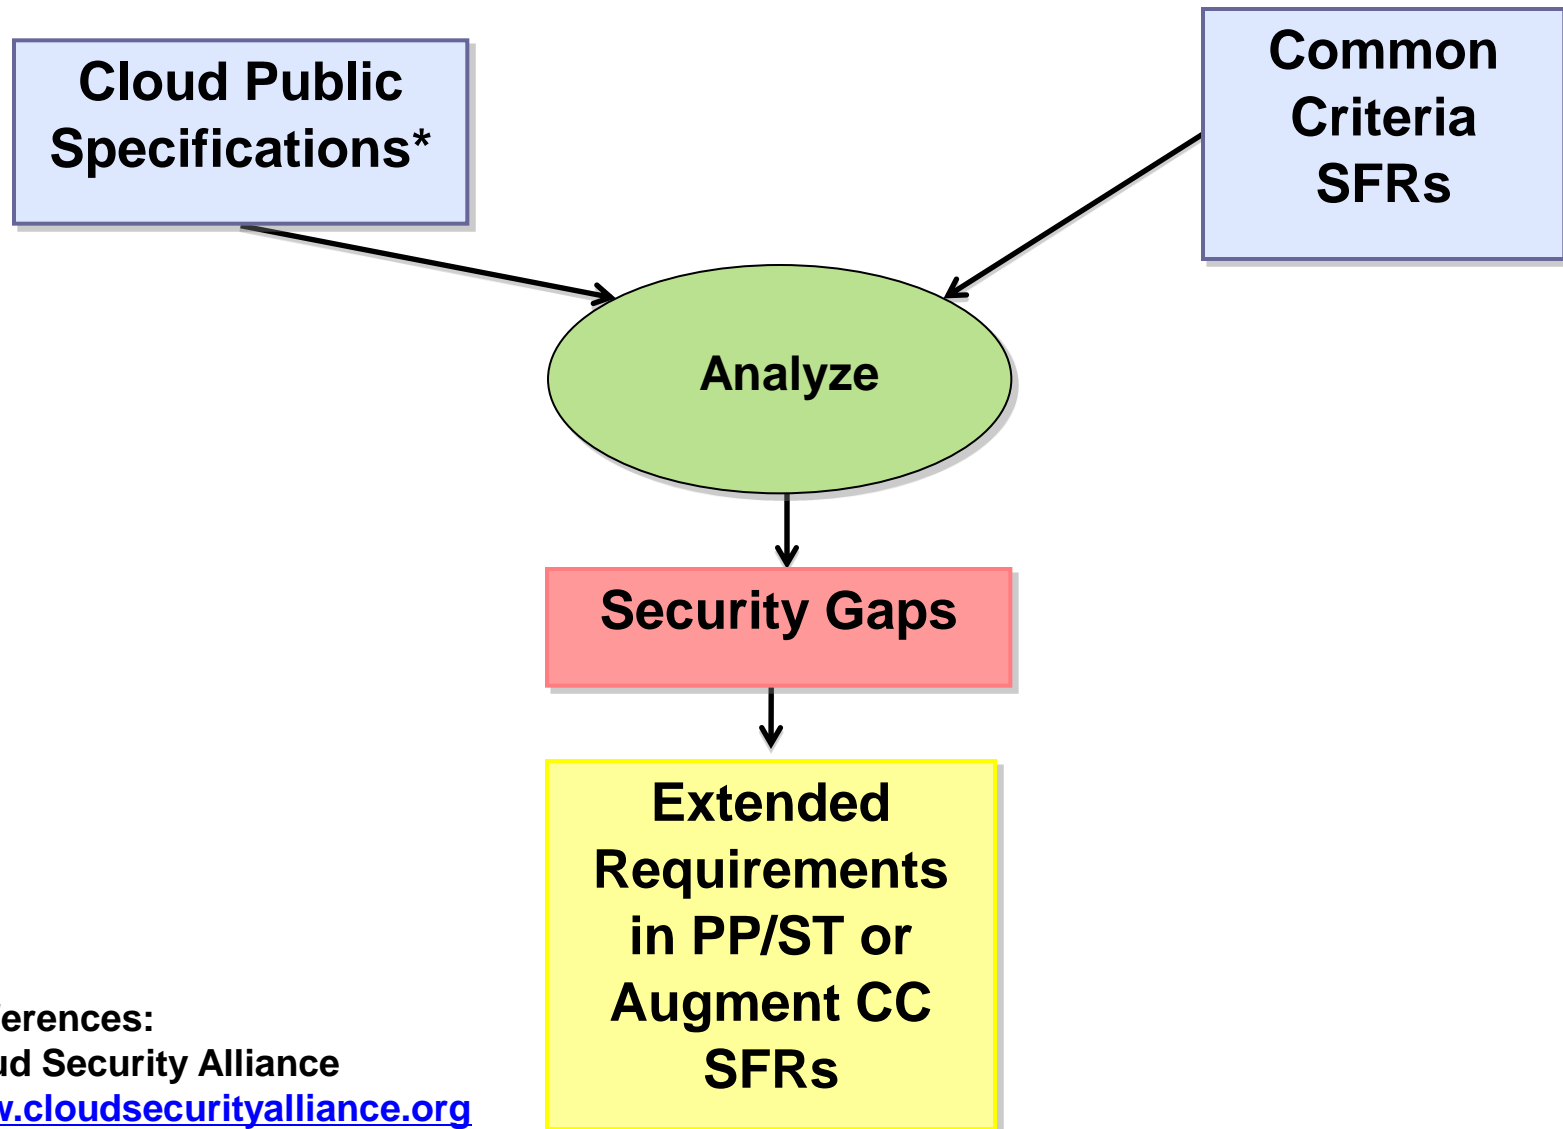 Cloud Public
Specifications*
Common
Criteria
SFRs
Analyze
Security Gaps
Extended
Requirements
in PP/ST or
Augment CC
SFRs
ferences:
ud Security Alliance
w.cloudsecurityalliance.org